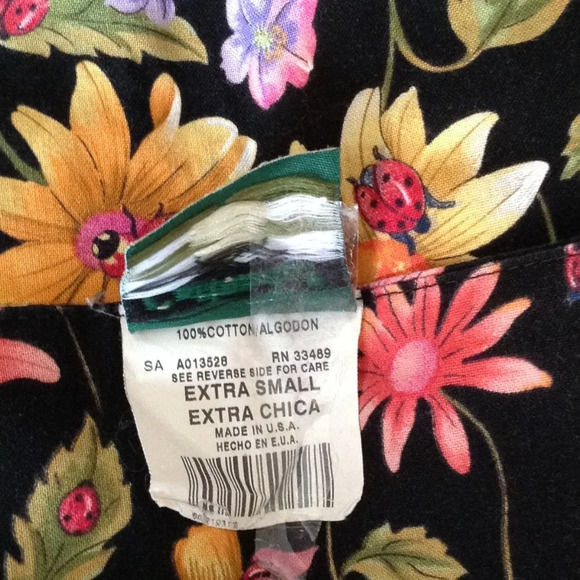 100%COTTON/ALGODON
SA A013528 RN 33489
SEE REVERSE SIDE FOR CARE
EXTRA SMALL
EXTRA CHICA
MADE IN U.S.A.
HECHO EN E.U.A.